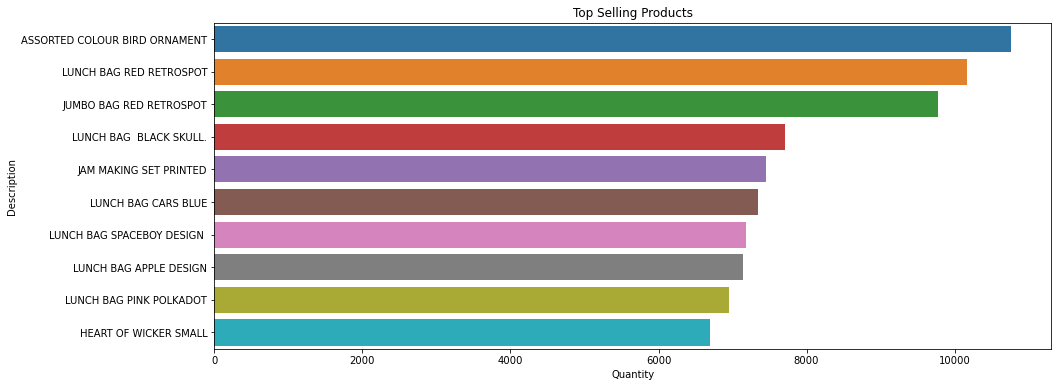 Top Selling Products
Description
ASSORTED COLOUR BIRD ORNAMENT
LUNCH BAG RED RETROSPOT
JUMBO BAG RED RETROSPOT
LUNCH BAG  BLACK SKULL.
JAM MAKING SET PRINTED
LUNCH BAG CARS BLUE
LUNCH BAG SPACEBOY DESIGN
LUNCH BAG APPLE DESIGN
LUNCH BAG PINK POLKADOT
HEART OF WICKER SMALL
0 2000 4000 6000 8000 10000
Quantity